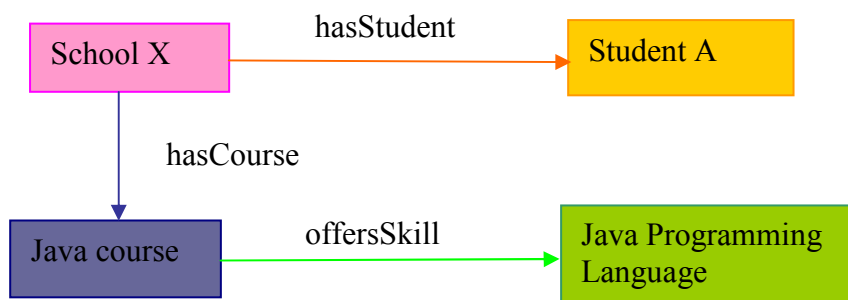 hasStudent
School X
Student A
hasCourse
Java course
offersSkill
Java Programming
Language